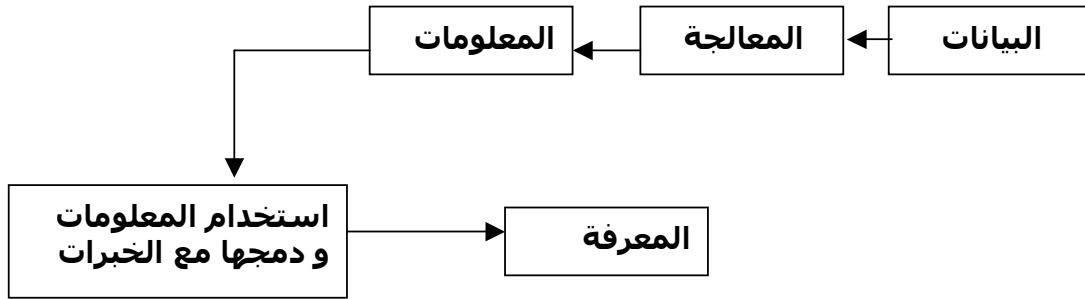 البيانات
المعالجة
المعلومات
استخدام المعلومات
و دمجها مع الخبرات
المعرفة